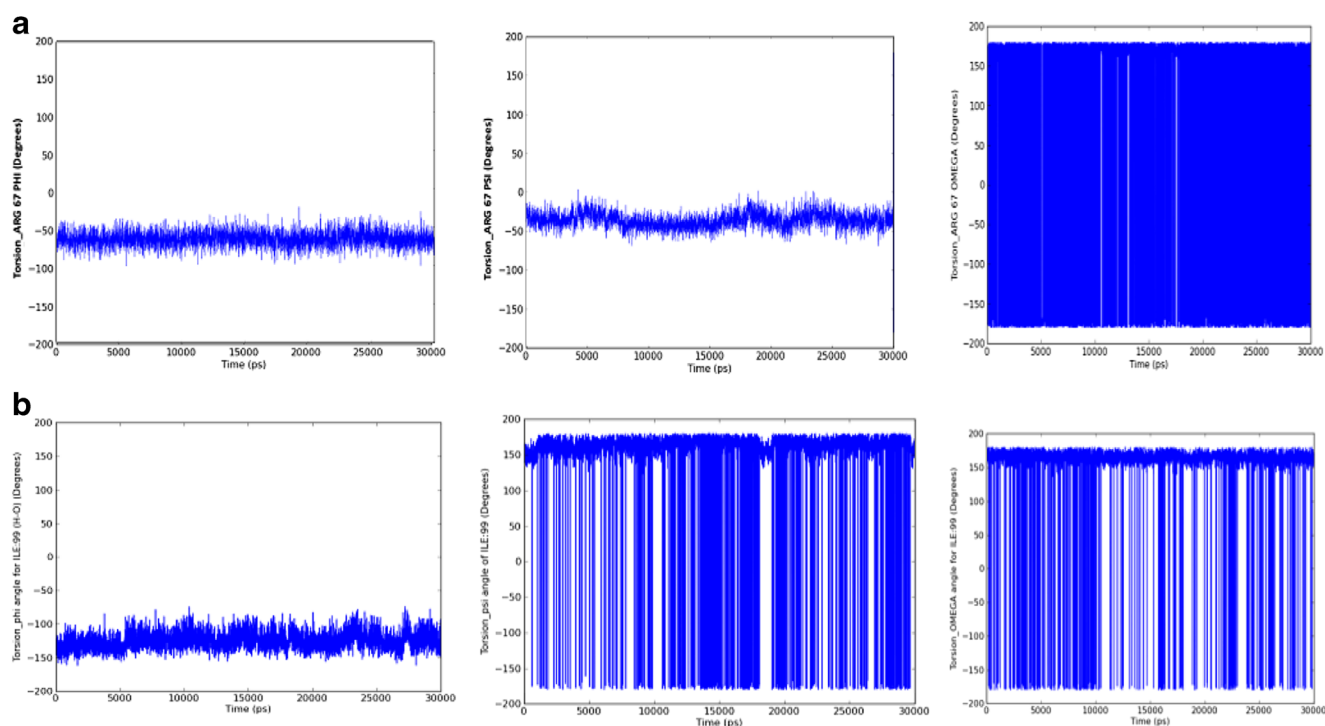 a
Torsion_ARG 67 PHI (Degrees)
200
150
100
50
0
−50
−100
−150
−200
0 5000 10000 15000 20000 25000 30000
Time (ps)
Torsion_ARG 67 PSI (Degrees)
200
150
100
50
0
−50
−100
−150
−200
0 5000 10000 15000 20000 25000 30000
Time (ps)
Torsion_ARG 67 OMEGA (Degrees)
200
150
100
50
0
−50
−100
−150
−200
0 5000 10000 15000 20000 25000 30000
Time (ps)
b
Torsion_phi angle for ILE:99 (H-O) (Degrees)
200
150
100
50
0
−50
−100
−150
−200
0 5000 10000 15000 20000 25000 30000
Time (ps)
Torsion_psi angle of ILE:99 (Degrees)
200
150
100
50
0
−50
−100
−150
−200
0 5000 10000 15000 20000 25000 30000
Time (ps)
Torsion_OMEGA angle for ILE:99 (Degrees)
200
150
100
50
0
−50
−100
−150
−200
0 5000 10000 15000 20000 25000 30000
Time (ps)